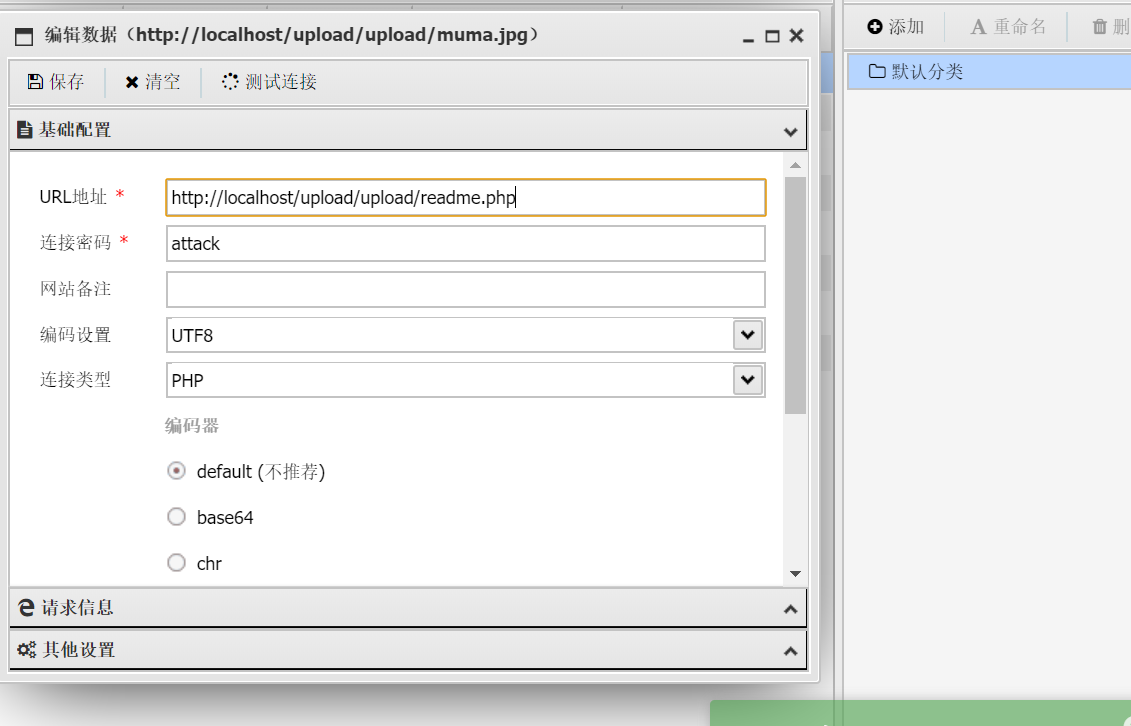 编辑数据（http://localhost/upload/upload/muma.jpg）
保存 清空 测试连接
基础配置
URL地址 *
http://localhost/upload/upload/readme.php
连接密码 *
attack
网站备注
编码设置
UTF8
连接类型
PHP
编码器
default (不推荐)
base64
chr
请求信息
其他设置
添加 重命名 删
默认分类